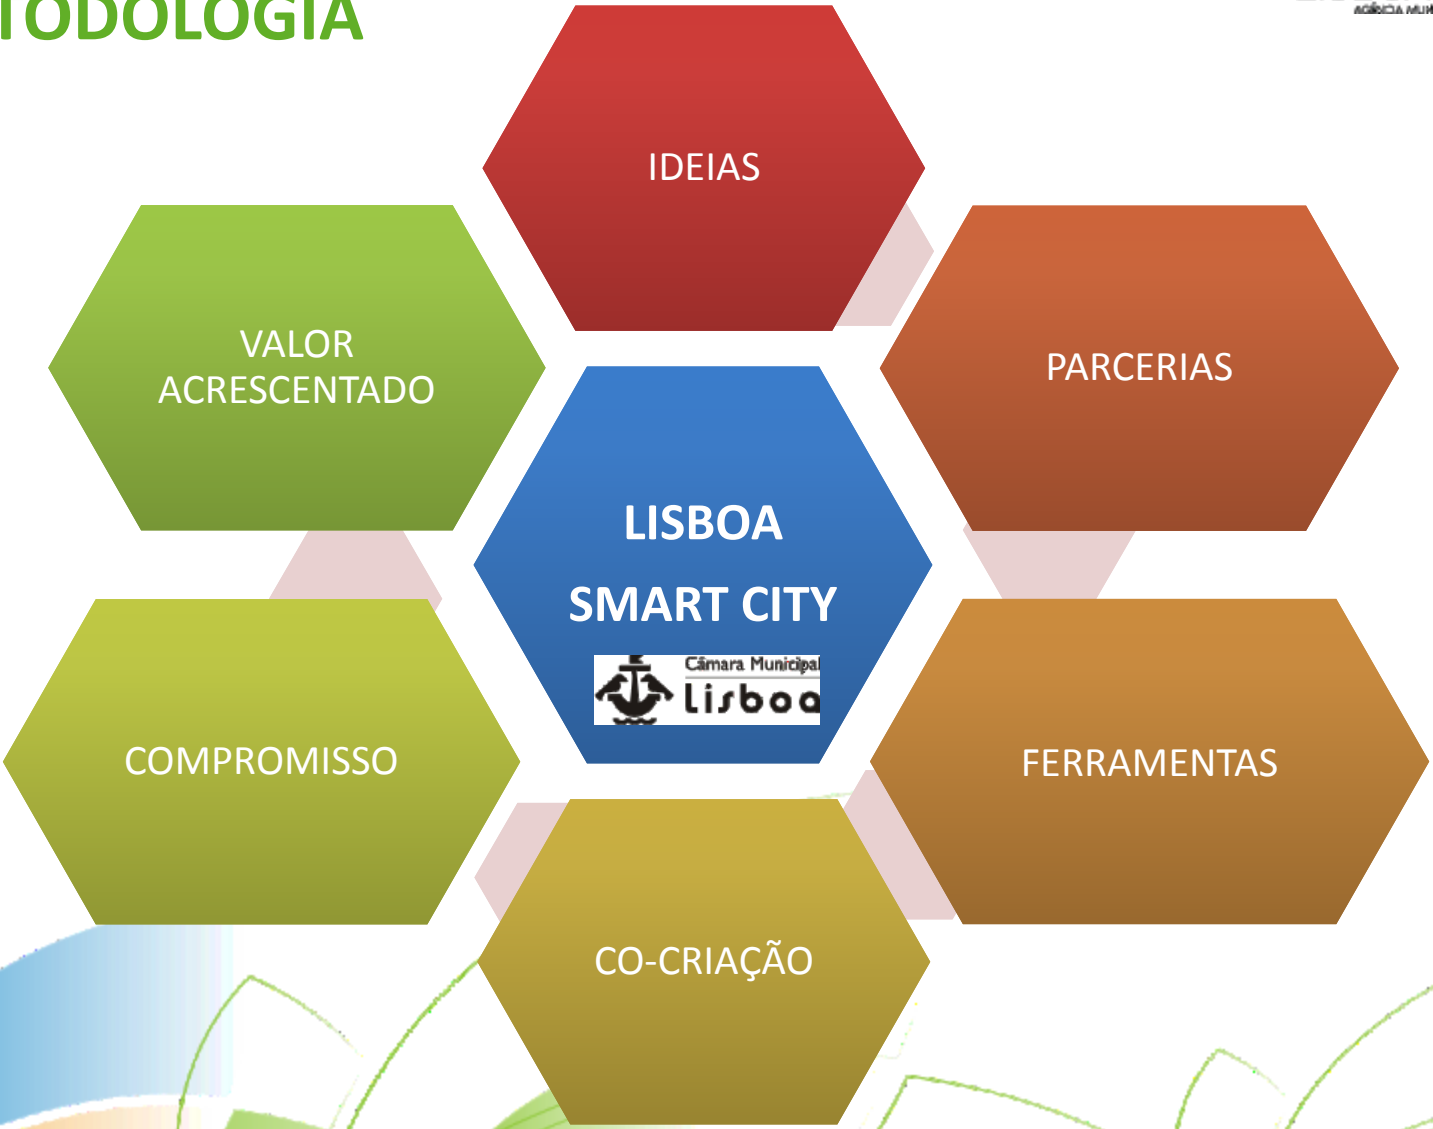 TODOLOGIA
IDEIAS
PARCERIAS
FERRAMENTAS
CO-CRIAÇÃO
COMPROMISSO
VALOR
ACRESCENTADO
LISBOA
SMART CITY
Câmara Municipal
Lisboa